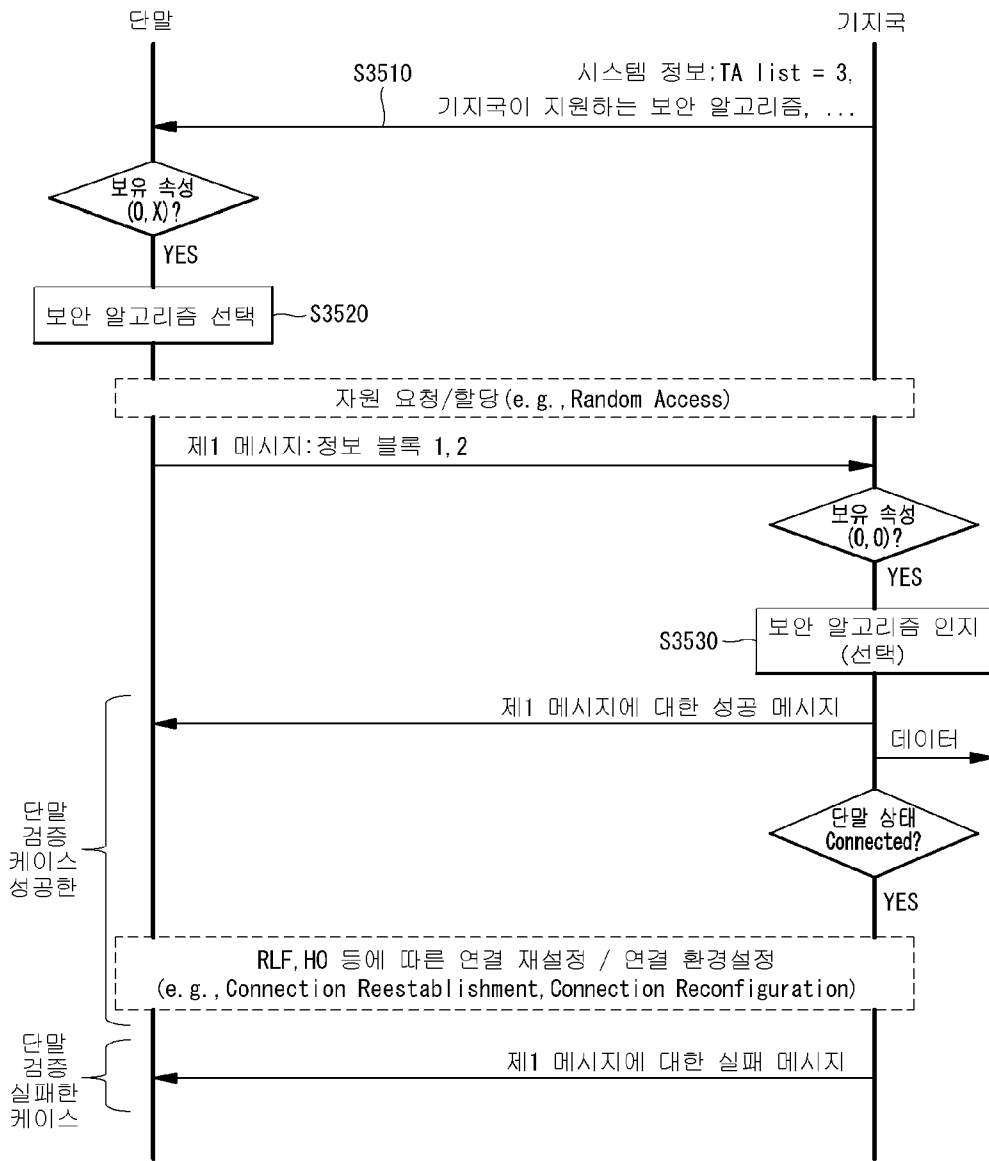 단말
기지국
S3510
시스템 정보;TA list = 3,
기지국이 지원하는 보안 알고리즘, ...
보유 속성
(O,X)?
YES
보안 알고리즘 선택
S3520
자원 요청/할당(e.g.,Random Access)
제1 메시지:정보 블록 1,2
보유 속성
(O,O)?
YES
S3530
보안 알고리즘 인지
(선택)
제1 메시지에 대한 성공 메시지
데이터
단말
검증
케이스
성공한
단말 상태
Connected?
YES
RLF,HO 등에 따른 연결 재설정 / 연결 환경설정
(e.g.,Connection Reestablishment,Connection Reconfiguration)
단말
검증
실패한
케이스
제1 메시지에 대한 실패 메시지